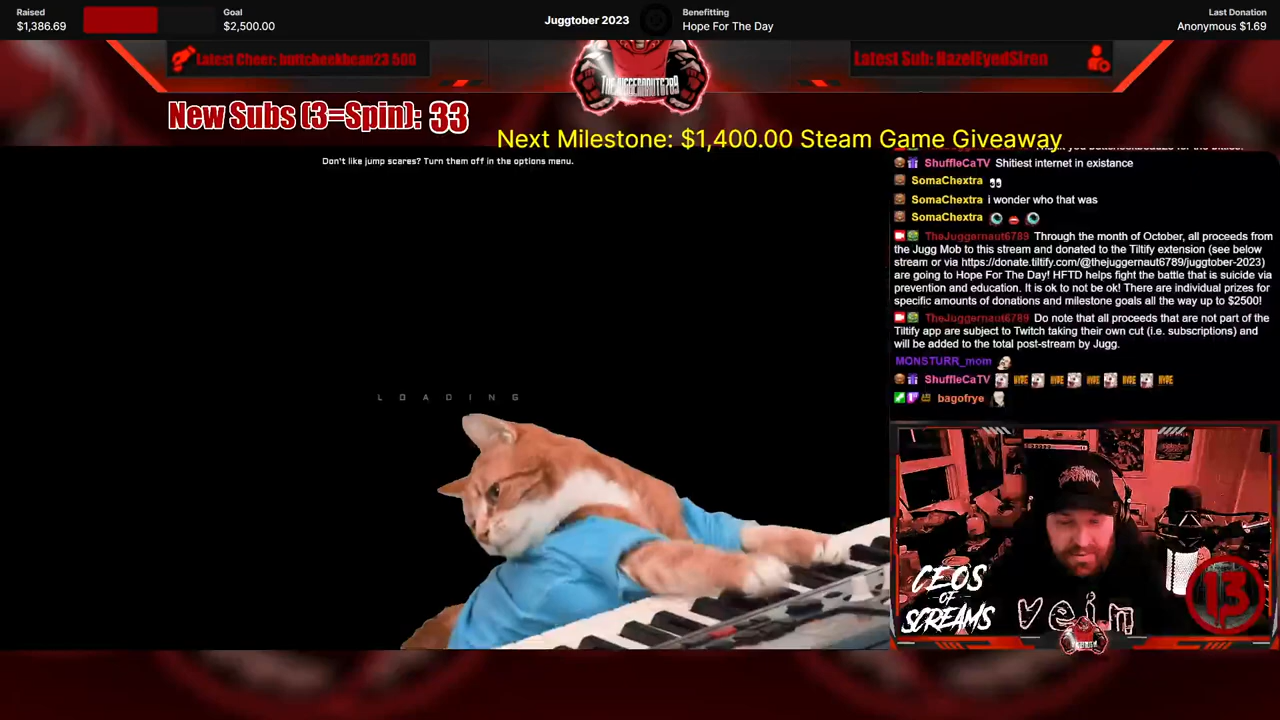 Raised
$1,386.69
Goal
$2,500.00
Juggtober 2023
Benefitting
Hope For The Day
Last Donation
Anonymous $1.69
Latest Cheer: buttcheekbean23 500
THEJUGGERNAUT6789
Latest Sub: HazelEyedSiren
New Subs (3=Spin): 33
Next Milestone: $1,400.00 Steam Game Giveaway
Don't like jump scares? Turn them off in the options menu.
ShuffleCaTV Shitiest internet in existance
SomaChextra
SomaChextra i wonder who that was
SomaChextra
TheJuggernaut6789 Through the month of October, all proceeds from
the Jugg Mob to this stream and donated to the Tiltify extension (see below
stream or via https://donate.tiltify.com/@thejuggernaut6789/juggtober-2023)
are going to Hope For The Day! HFTD helps fight the battle that is suicide via
prevention and education. It is ok to not be ok! There are individual prizes for
specific amounts of donations and milestone goals all the way up to $2500!
TheJuggernaut6789 Do note that all proceeds that are not part of the
Tiltify app are subject to Twitch taking their own cut (i.e. subscriptions) and
will be added to the total post-stream by Jugg.
MONSTURR_mom
ShuffleCaTV HYPE HYPE HYPE HYPE HYPE
bagofrye
LOADING
CEOS
OF
SCREAMS
vein
13